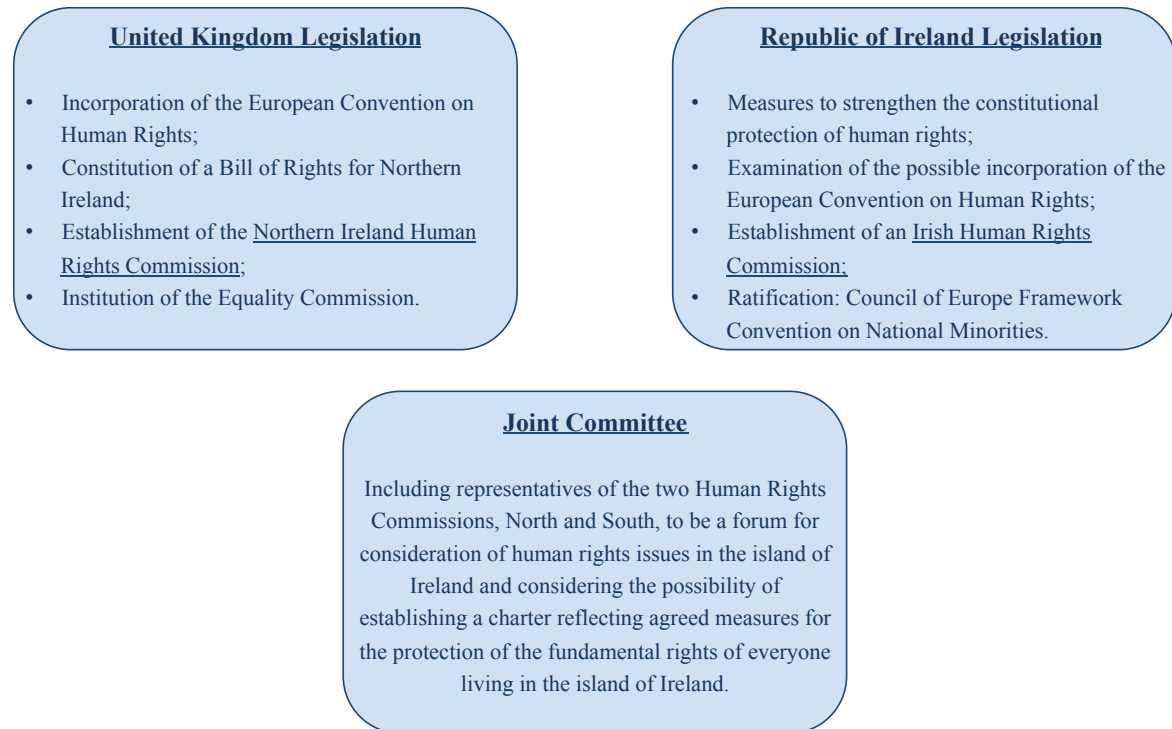 United Kingdom Legislation
• Incorporation of the European Convention on
Human Rights;
• Constitution of a Bill of Rights for Northern
Ireland;
• Establishment of the Northern Ireland Human
Rights Commission;
• Institution of the Equality Commission.
Republic of Ireland Legislation
• Measures to strengthen the constitutional
protection of human rights;
• Examination of the possible incorporation of the
European Convention on Human Rights;
• Establishment of an Irish Human Rights
Commission;
• Ratification: Council of Europe Framework
Convention on National Minorities.
Joint Committee
Including representatives of the two Human Rights
Commissions, North and South, to be a forum for
consideration of human rights issues in the island of
Ireland and considering the possibility of
establishing a charter reflecting agreed measures for
the protection of the fundamental rights of everyone
living in the island of Ireland.